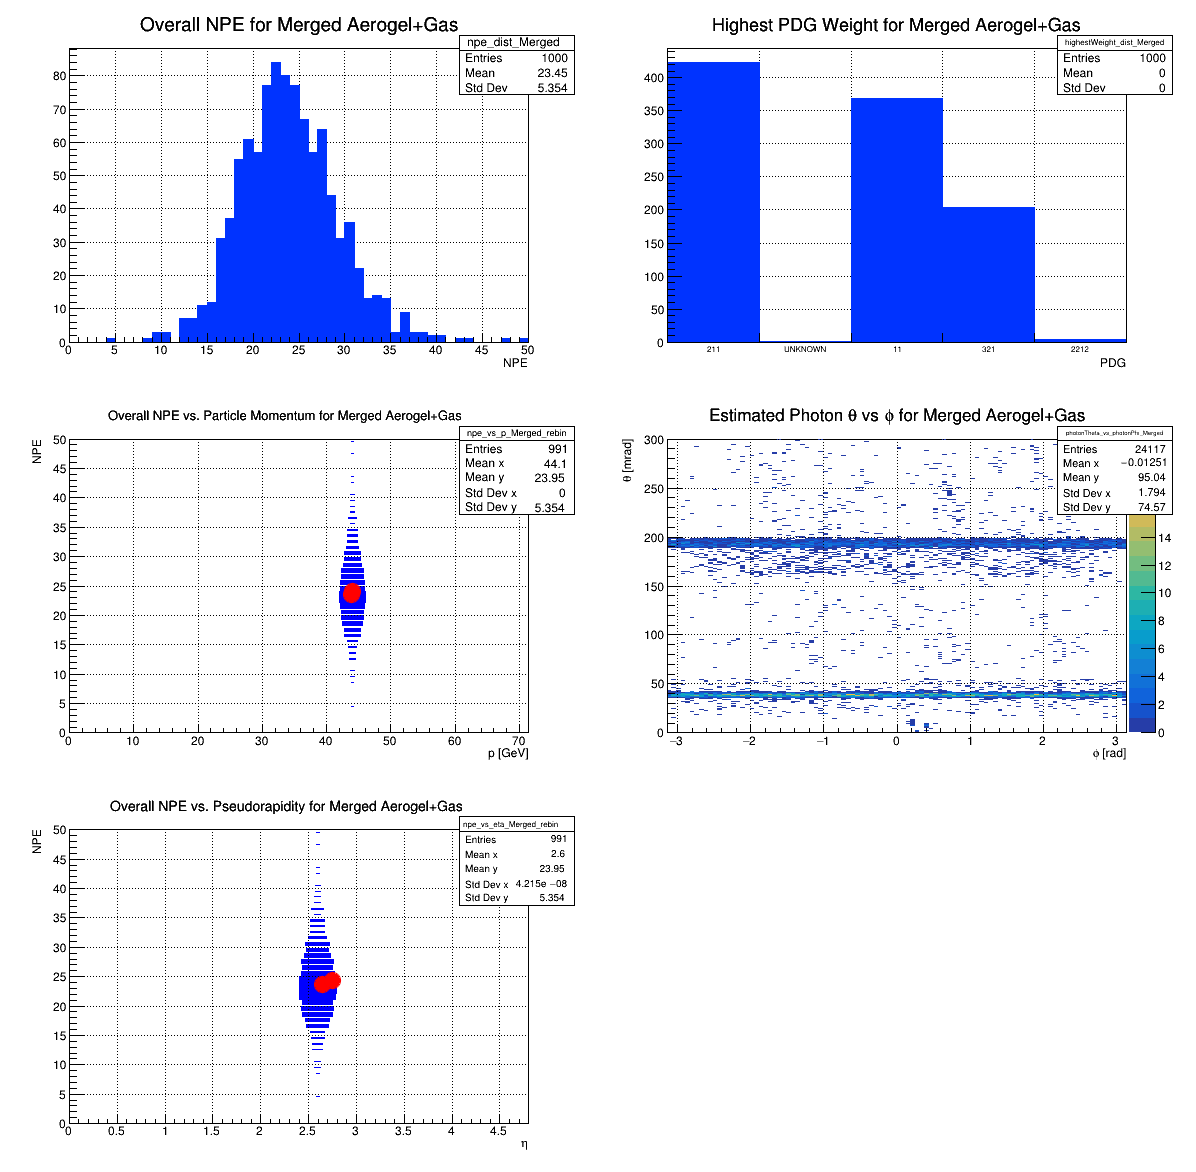 Overall NPE for Merged Aerogel+Gas
npe_dist_Merged
Entries 1000
Mean 23.45
Std Dev 5.354
80
70
60
50
40
30
20
10
0
0 5 10 15 20 25 30 35 40 45 50
NPE
Highest PDG Weight for Merged Aerogel+Gas
highestWeight_dist_Merged
Entries 1000
Mean 0
Std Dev 0
400
350
300
250
200
150
100
50
0
211 UNKNOWN 11 321 2212
PDG
Overall NPE vs. Particle Momentum for Merged Aerogel+Gas
NPE
npe_vs_p_Merged_rebin
Entries 991
Mean x 44.1
Mean y 23.95
Std Dev x 0
Std Dev y 5.354
50
45
40
35
30
25
20
15
10
5
0
0 10 20 30 40 50 60 70
p [GeV]
Estimated Photon θ vs ϕ for Merged Aerogel+Gas
θ [mrad]
photonTheta_vs_photonPhi_Merged
Entries 24117
Mean x −0.01251
Mean y 95.04
Std Dev x 1.794
Std Dev y 74.57
300
250
200
150
100
50
0
−3 −2 −1 0 1 2 3
ϕ [rad]
14
12
10
8
6
4
2
0
Overall NPE vs. Pseudorapidity for Merged Aerogel+Gas
NPE
npe_vs_eta_Merged_rebin
Entries 991
Mean x 2.6
Mean y 23.95
Std Dev x 4.215e −08
Std Dev y 5.354
50
45
40
35
30
25
20
15
10
5
0
0 0.5 1 1.5 2 2.5 3 3.5 4 4.5
η